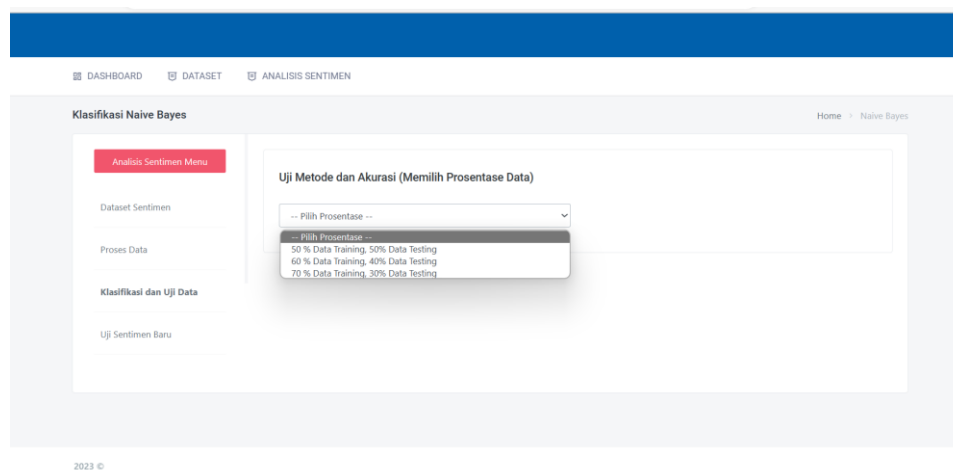 DASHBOARD DATASET ANALISIS SENTIMEN
Klasifikasi Naive Bayes
Home > Naive Bayes
Analisis Sentimen Menu
Dataset Sentimen
Proses Data
Klasifikasi dan Uji Data
Uji Sentimen Baru
Uji Metode dan Akurasi (Memilih Prosentase Data)
-- Pilih Prosentase --
-- Pilih Prosentase --
50 % Data Training, 50% Data Testing
60 % Data Training, 40% Data Testing
70 % Data Training, 30% Data Testing
2023 ©